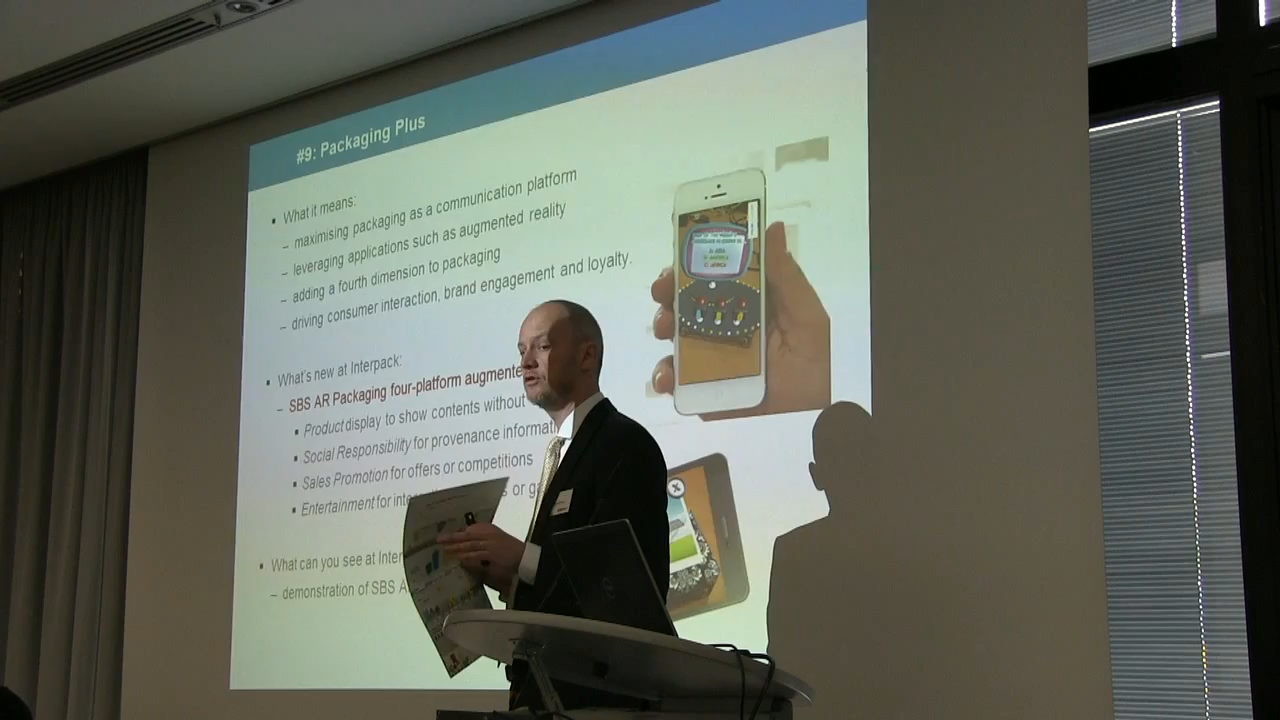 #9: Packaging Plus
▪ What it means:
– maximising packaging as a communication platform
– leveraging applications such as augmented reality
– adding a fourth dimension to packaging
– driving consumer interaction, brand engagement and loyalty.
▪ What's new at Interpack:
– SBS AR Packaging four-platform augmente
▪ Product display to show contents without
▪ Social Responsibility for provenance informati
▪ Sales Promotion for offers or competitions
▪ Entertainment for inte or ga
▪ What can you see at Inter
– demonstration of SBS A